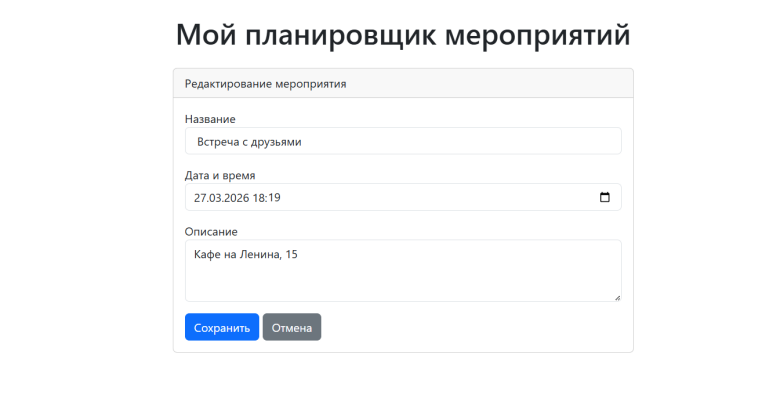 Мой планировщик мероприятий
Редактирование мероприятия
Название
Встреча с друзьями
Дата и время
27.03.2026 18:19
Описание
Кафе на Ленина, 15
Сохранить Отмена